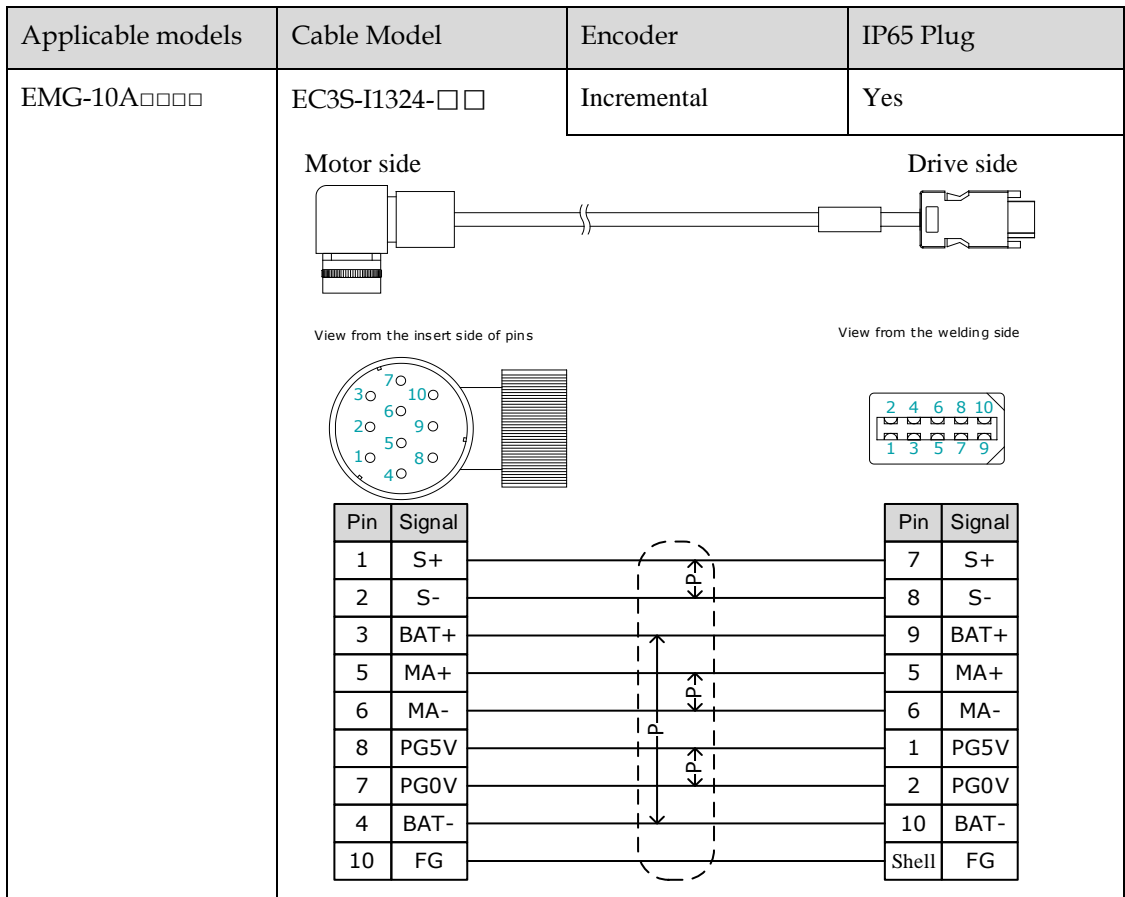 Applicable models Cable Model Encoder IP65 Plug
EMG-10A□□□□ EC3S-I1324-□□ Incremental Yes
Motor side Drive side
View from the insert side of pins View from the welding side
7
3 10
6
2 9
5
1 8
4
2 4 6 8 10
1 3 5 7 9
Pin Signal Pin Signal
1 S+ P 7 S+
2 S- 8 S-
3 BAT+ 9 BAT+
5 MA+ P 5 MA+
6 MA- 6 MA-
P
8 PG5V P 1 PG5V
7 PG0V 2 PG0V
4 BAT- 10 BAT-
10 FG Shell FG